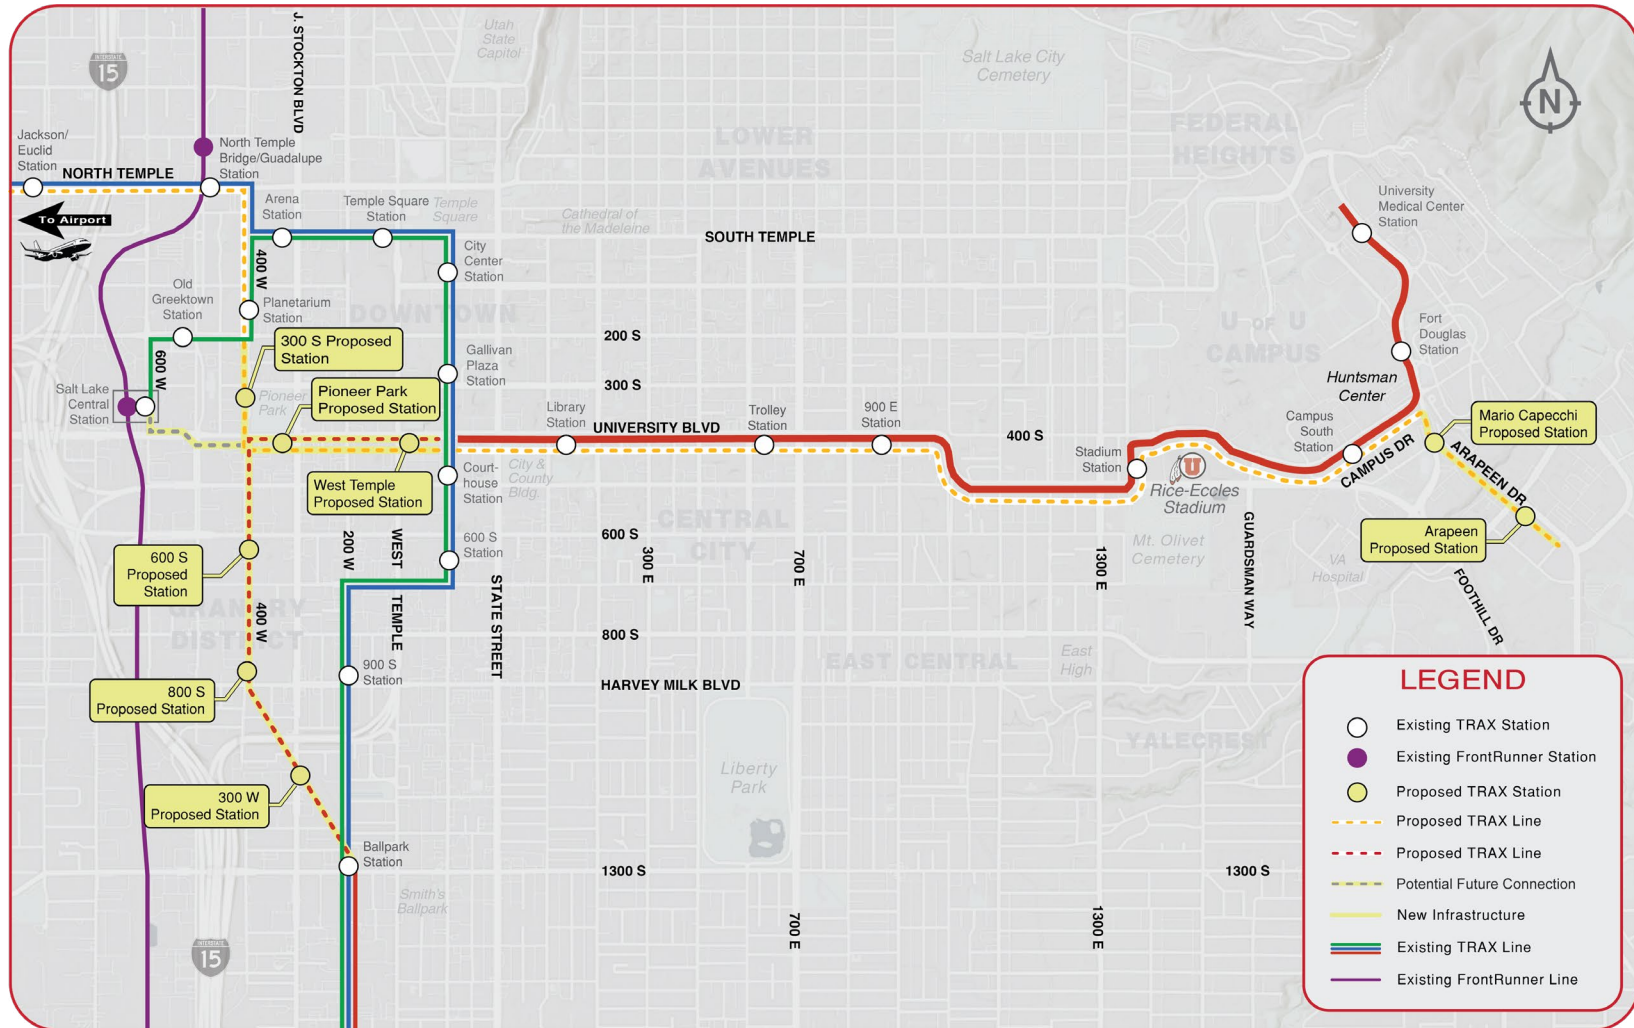 J. STOCKTON BLVD
Utah
State
Capitol
Salt Lake City
Cemetery
INTERSTATE
15
N
Jackson/
Euclid
Station
North Temple
Bridge/Guadalupe
Station
NORTH TEMPLE
LOWER
AVENUES
FEDERAL
HEIGHTS
To Airport
Arena
Station
Temple Square
Station
Temple
Square
Cathedral of
the Madeleine
SOUTH TEMPLE
University
Medical Center
Station
400 W
City
Center
Station
Old
Greektown
Station
Planetarium
Station
DOWNTOWN
U OF U
CAMPUS
Fort
Douglas
Station
300 S Proposed
Station
200 S
600 W
Gallivan
Plaza
Station
300 S
Huntsman
Center
Salt Lake
Central
Station
Pioneer
Park
Pioneer Park
Proposed Station
Library
Station
UNIVERSITY BLVD
Trolley
Station
900 E
Station
400 S
Campus
South
Station
Mario Capecchi
Proposed Station
Stadium
Station
U
Rice-Eccles
Stadium
CAMPUS DR
ARAPEEN DR
West Temple
Proposed Station
Court-
house
Station
City &
County
Bldg.
CENTRAL
CITY
600 S
Proposed
Station
200 W
WEST
TEMPLE
600 S
Station
600 S
300 E
700 E
Mt. Olivet
Cemetery
1300 E
GUARDSMAN WAY
VA
Hospital
Arapeen
Proposed Station
FOOTHILL DR
GRANARY
DISTRICT
400 W
STATE STREET
800 S
EAST CENTRAL
East
High
800 S
Proposed Station
900 S
Station
HARVEY MILK BLVD
YALECREST
Liberty
Park
300 W
Proposed Station
Ballpark
Station
1300 S
1300 S
Smith's
Ballpark
700 E
1300 E
INTERSTATE
15
LEGEND
Existing TRAX Station
Existing FrontRunner Station
Proposed TRAX Station
Proposed TRAX Line
Proposed TRAX Line
Potential Future Connection
New Infrastructure
Existing TRAX Line
Existing FrontRunner Line